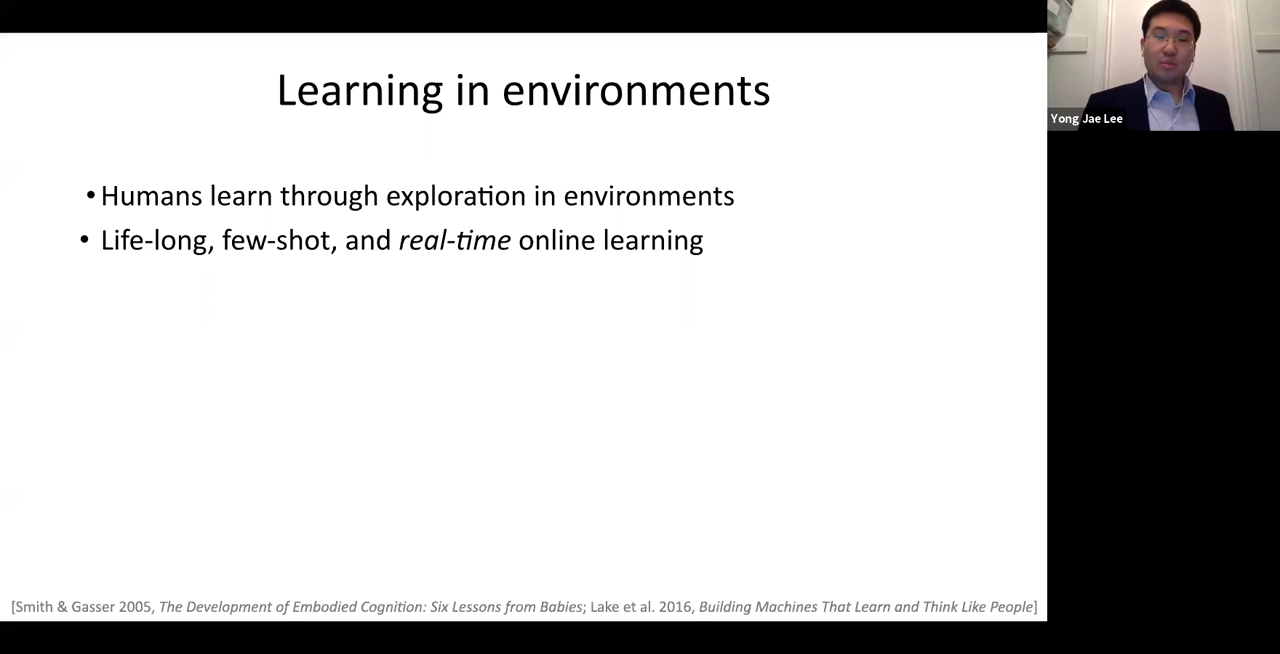 Learning in environments
Yong Jae Lee
• Humans learn through exploration in environments
• Life-long, few-shot, and real-time online learning
[Smith & Gasser 2005, The Development of Embodied Cognition: Six Lessons from Babies; Lake et al. 2016, Building Machines That Learn and Think Like People]